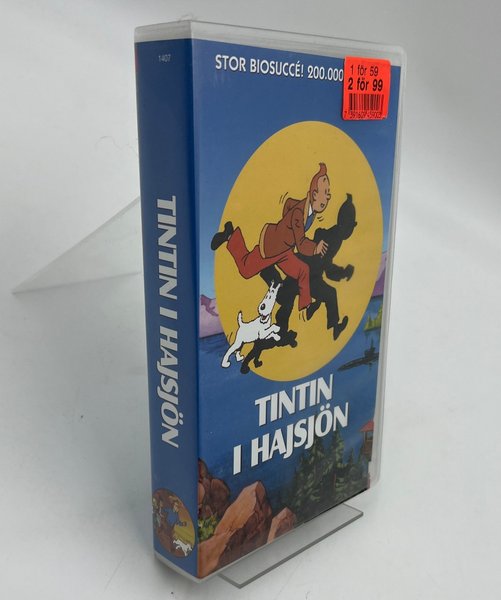 1407
TINTIN I HAJSJÖN
STOR BIOSUCCÉ! 200.000
1 för 59
2 för 99
TINTIN
I HAJSJÖN